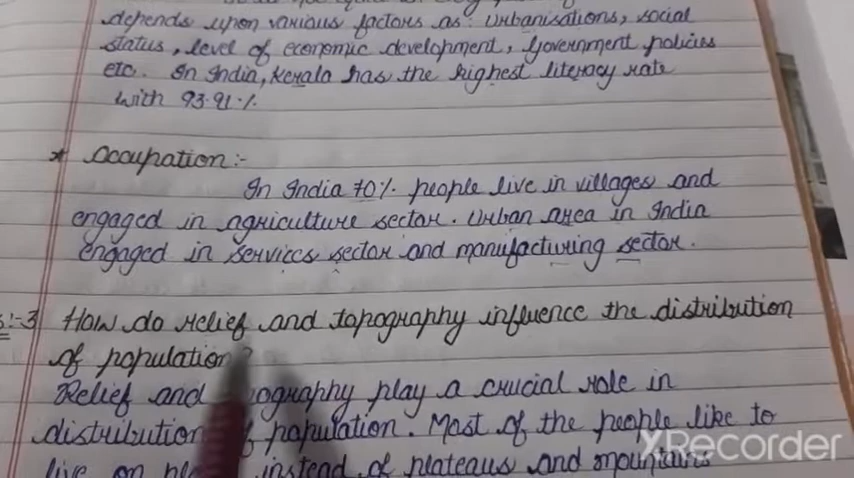 depends upon various factors as: Urbanisations, social
status, level of economic development, Government policies
etc. In India, Kerala has the highest literacy rate
with 93.91.%
* Occupation:-
In India 70%. people live in villages and
engaged in agriculture sector. Urban area in India
engaged in services sector and manufacturing sector.
:-3 How do relief and topography influence the distribution
of population?
Relief and play a crucial role in
distribution population. Most of the people like to
live on instead of plateaus and mountains
XRecorder